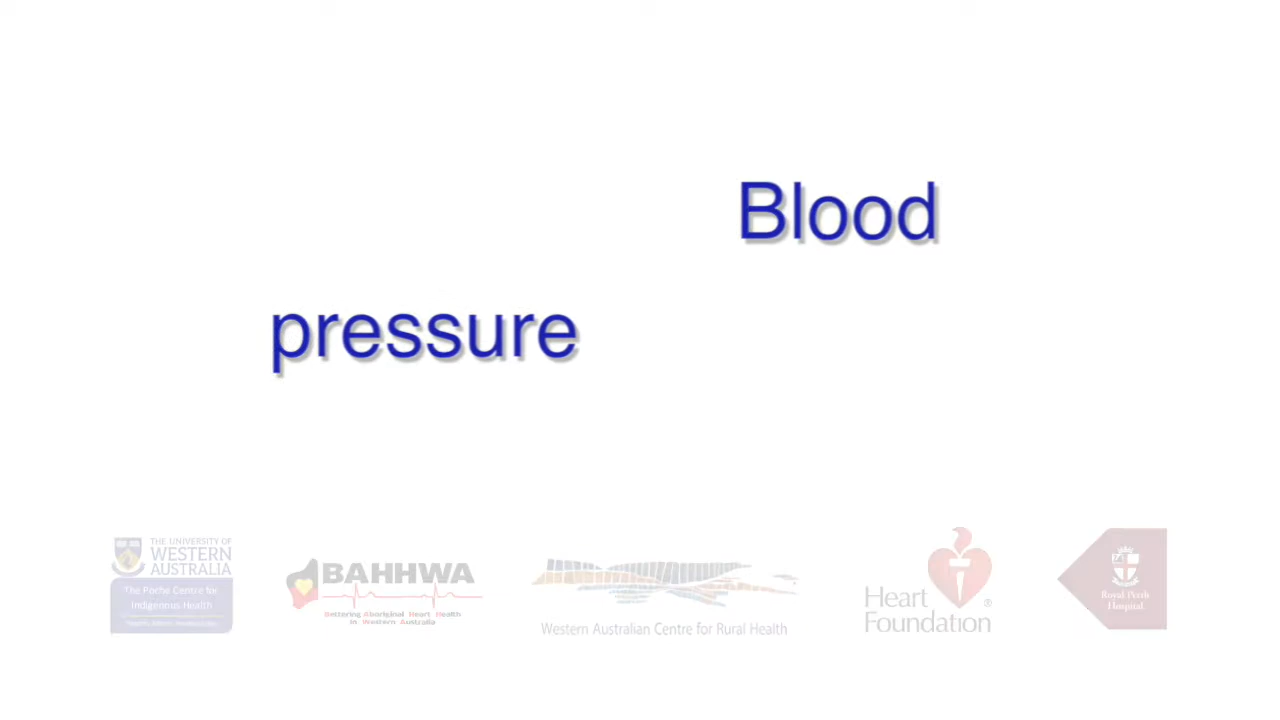 Blood
pressure
THE UNIVERSITY OF
WESTERN
AUSTRALIA
The Poche Centre for
Indigenous Health
BAHHWA
Bettering Aboriginal Heart Health
in Western Australia
Western Australian Centre for Rural Health
Heart
Foundation
®
Royal Perth
Hospital